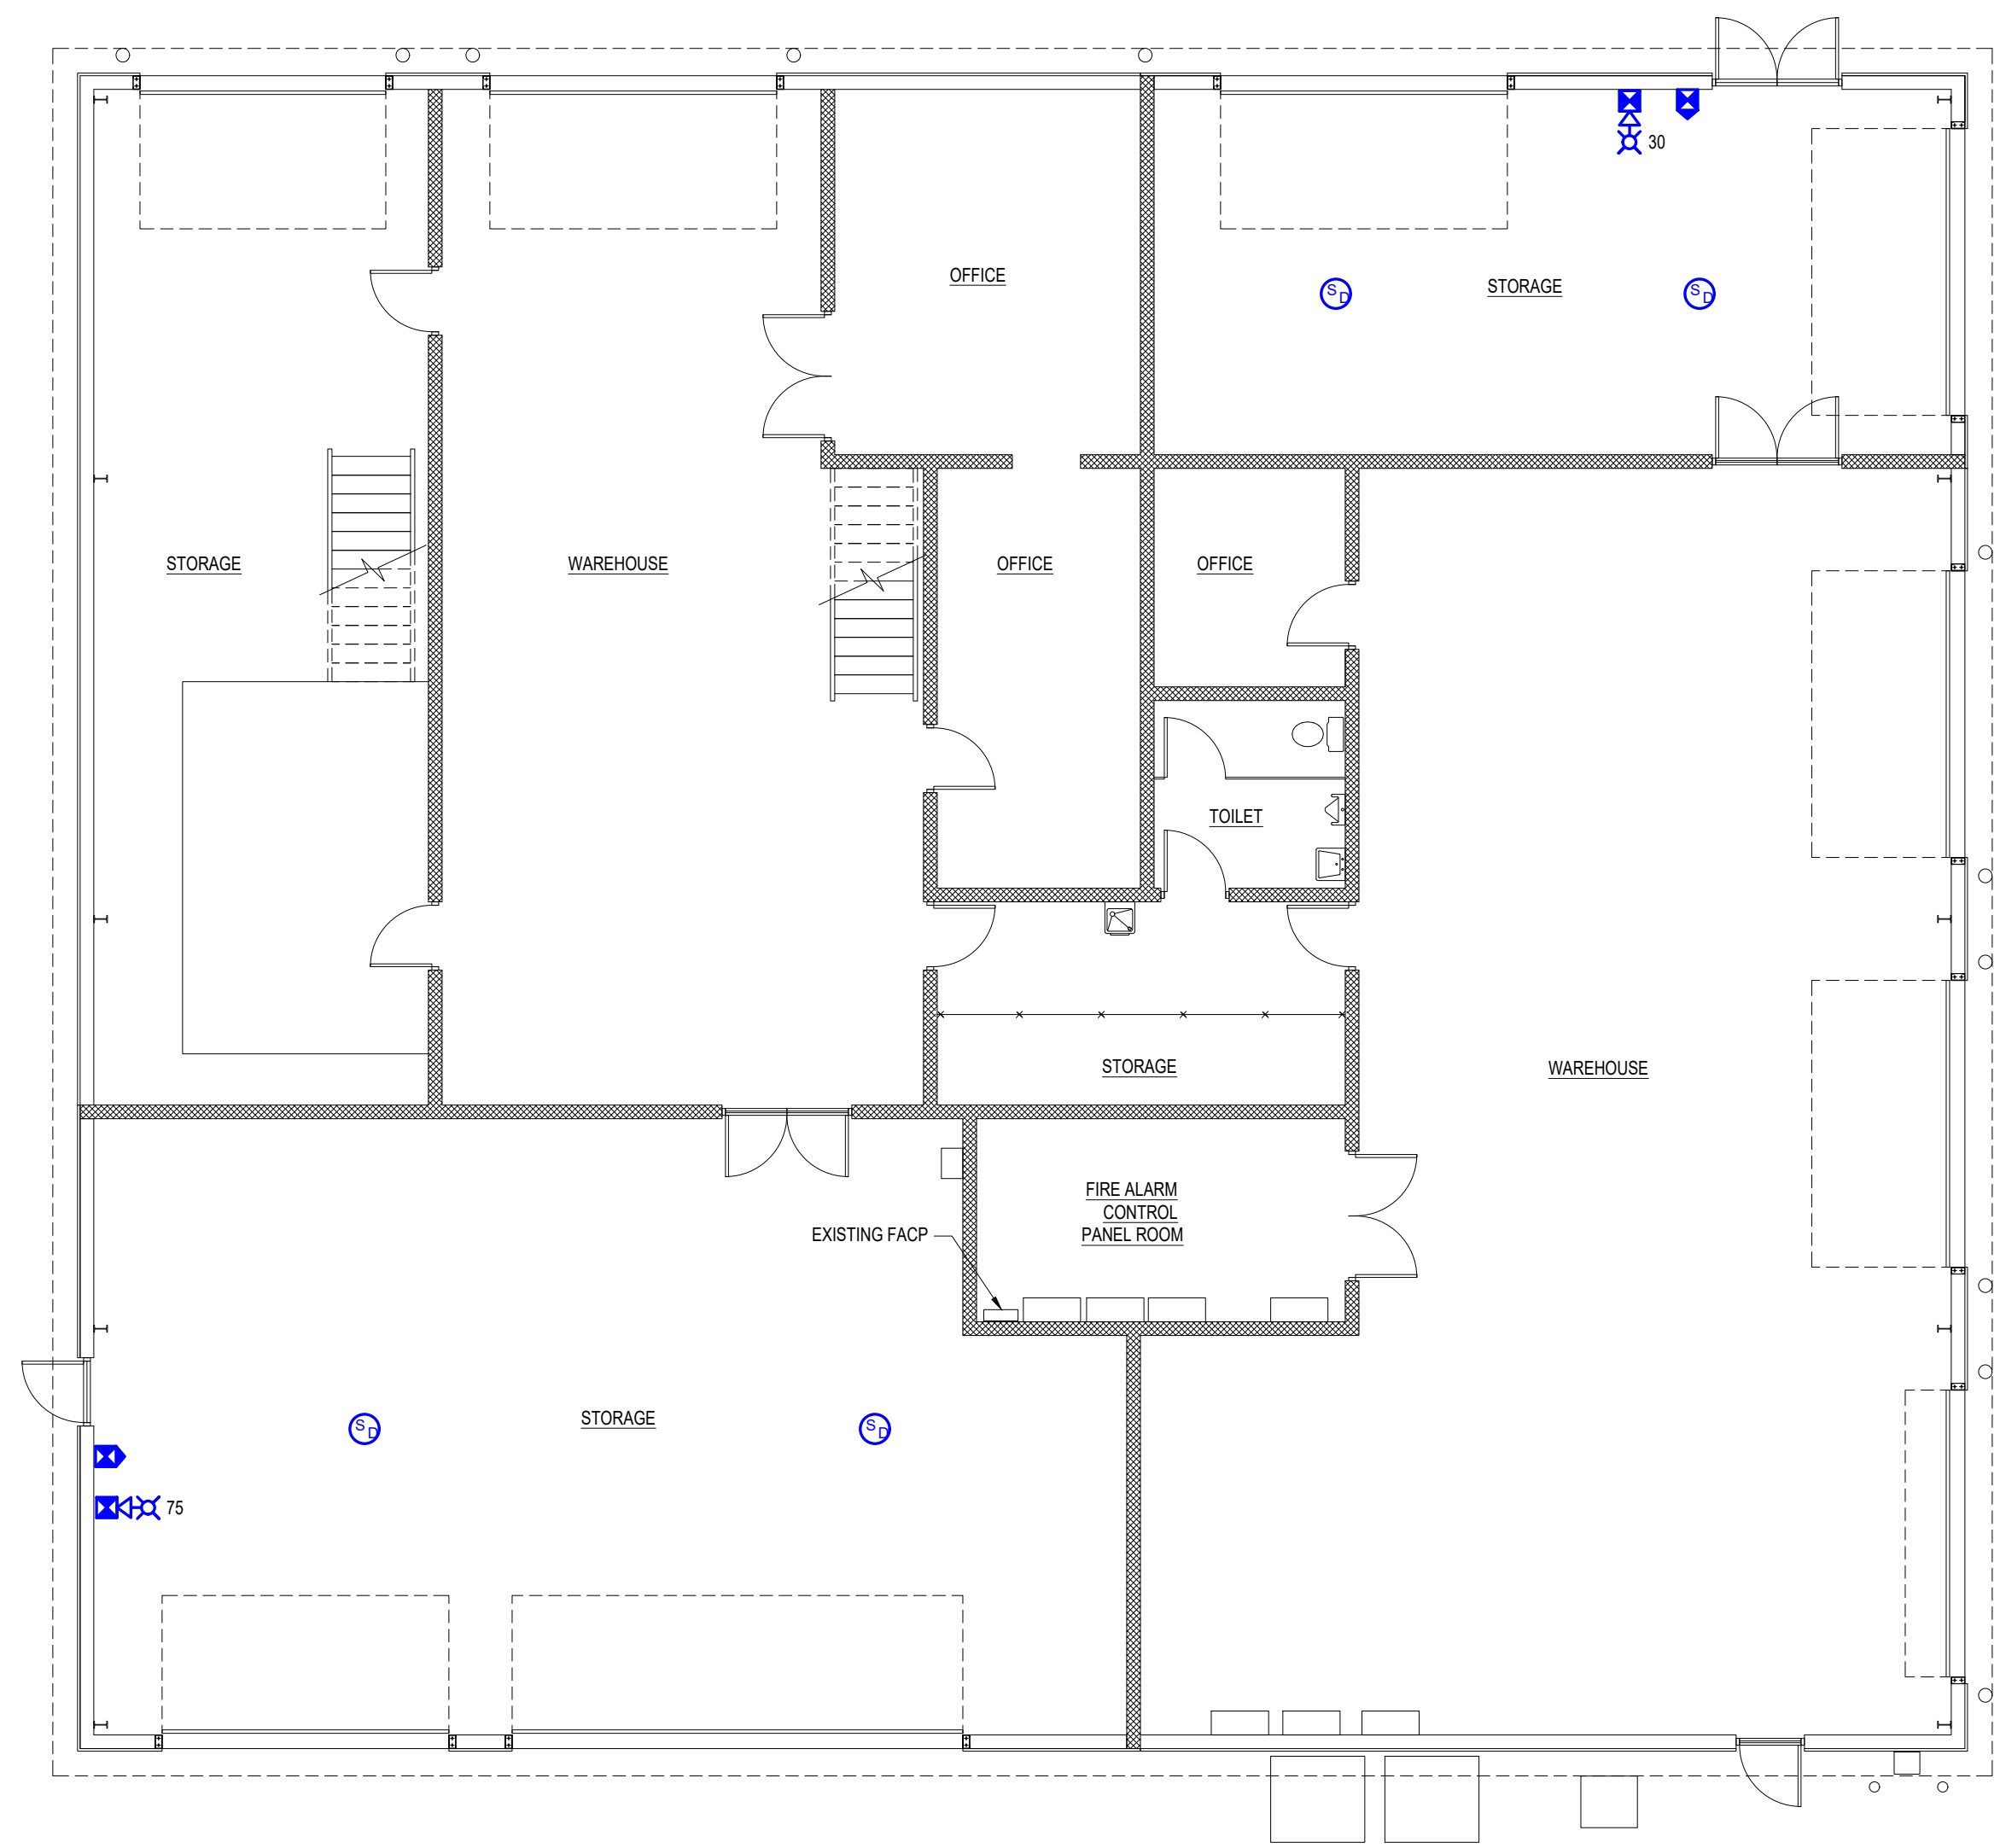 30
OFFICE
STORAGE
S D
S D
STORAGE
WAREHOUSE
OFFICE
OFFICE
TOILET
STORAGE
WAREHOUSE
FIRE ALARM
CONTROL
PANEL ROOM
EXISTING FACP
STORAGE
S D
S D
75